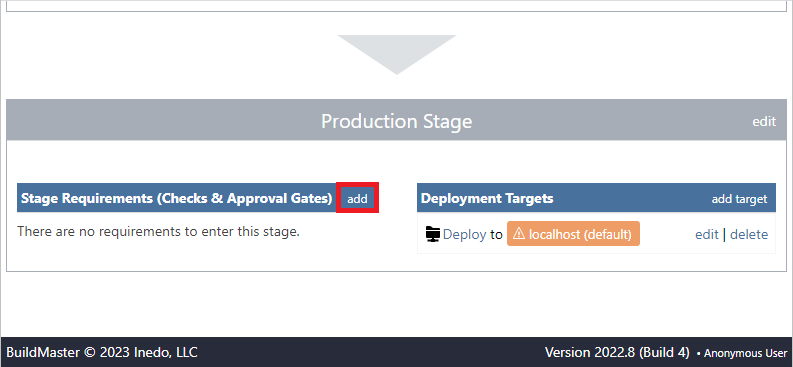 Production Stage
edit
Stage Requirements (Checks & Approval Gates) add
There are no requirements to enter this stage.
Deployment Targets add target
Deploy to localhost (default) edit | delete
BuildMaster © 2023 Inedo, LLC
Version 2022.8 (Build 4) • Anonymous User